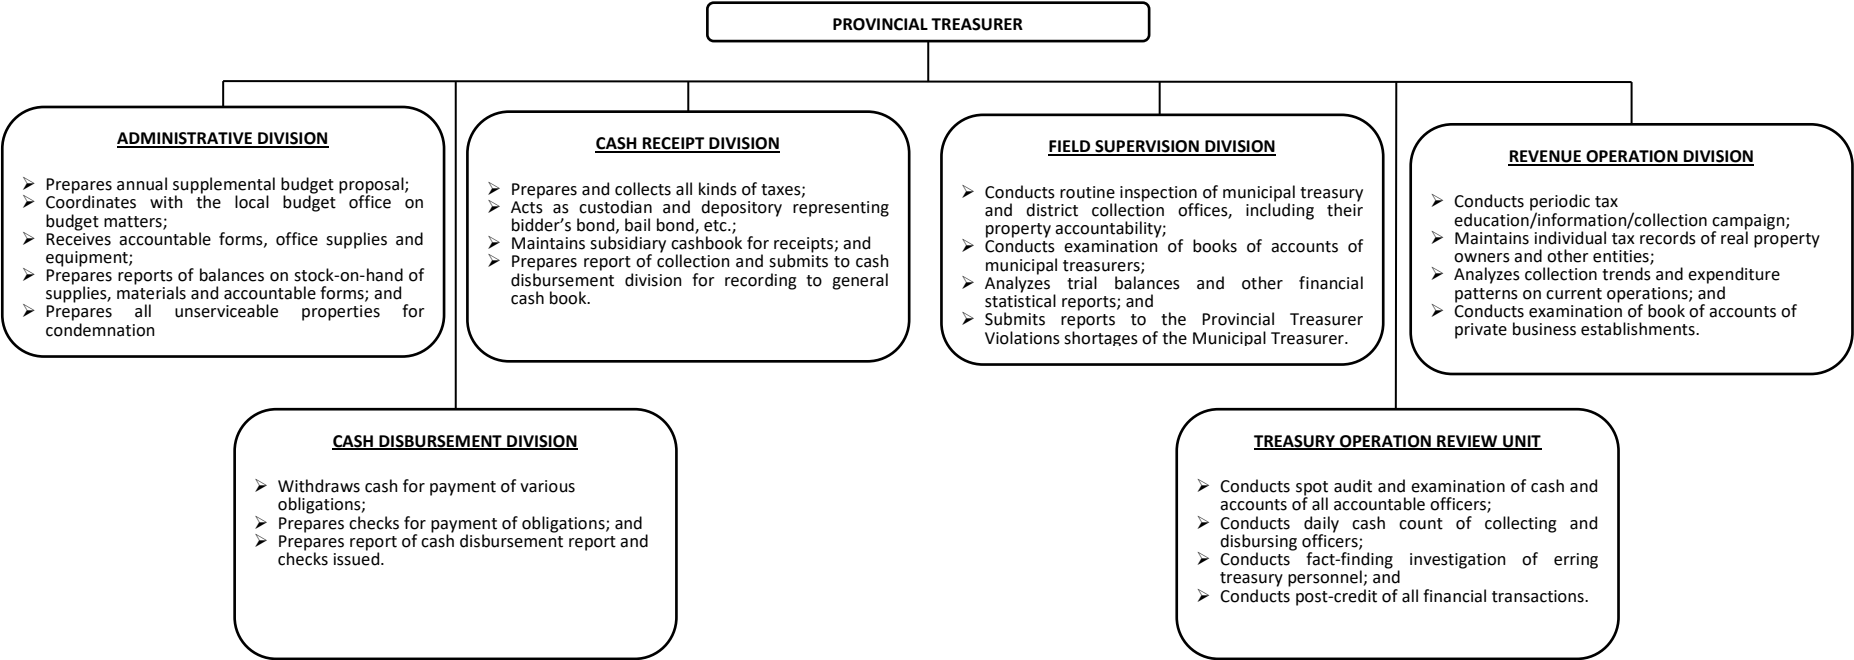 PROVINCIAL TREASURER
ADMINISTRATIVE DIVISION
➢ Prepares annual supplemental budget proposal;
➢ Coordinates with the local budget office on
budget matters;
➢ Receives accountable forms, office supplies and
equipment;
➢ Prepares reports of balances on stock-on-hand of
supplies, materials and accountable forms; and
➢ Prepares all unserviceable properties for
condemnation
CASH RECEIPT DIVISION
➢ Prepares and collects all kinds of taxes;
➢ Acts as custodian and depository representing
bidder’s bond, bail bond, etc.;
➢ Maintains subsidiary cashbook for receipts; and
➢ Prepares report of collection and submits to cash
disbursement division for recording to general
cash book.
FIELD SUPERVISION DIVISION
➢ Conducts routine inspection of municipal treasury
and district collection offices, including their
property accountability;
➢ Conducts examination of books of accounts of
municipal treasurers;
➢ Analyzes trial balances and other financial
statistical reports; and
➢ Submits reports to the Provincial Treasurer
Violations shortages of the Municipal Treasurer.
REVENUE OPERATION DIVISION
➢ Conducts periodic tax
education/information/collection campaign;
➢ Maintains individual tax records of real property
owners and other entities;
➢ Analyzes collection trends and expenditure
patterns on current operations; and
➢ Conducts examination of book of accounts of
private business establishments.
CASH DISBURSEMENT DIVISION
➢ Withdraws cash for payment of various
obligations;
➢ Prepares checks for payment of obligations; and
➢ Prepares report of cash disbursement report and
checks issued.
TREASURY OPERATION REVIEW UNIT
➢ Conducts spot audit and examination of cash and
accounts of all accountable officers;
➢ Conducts daily cash count of collecting and
disbursing officers;
➢ Conducts fact-finding investigation of erring
treasury personnel; and
➢ Conducts post-credit of all financial transactions.